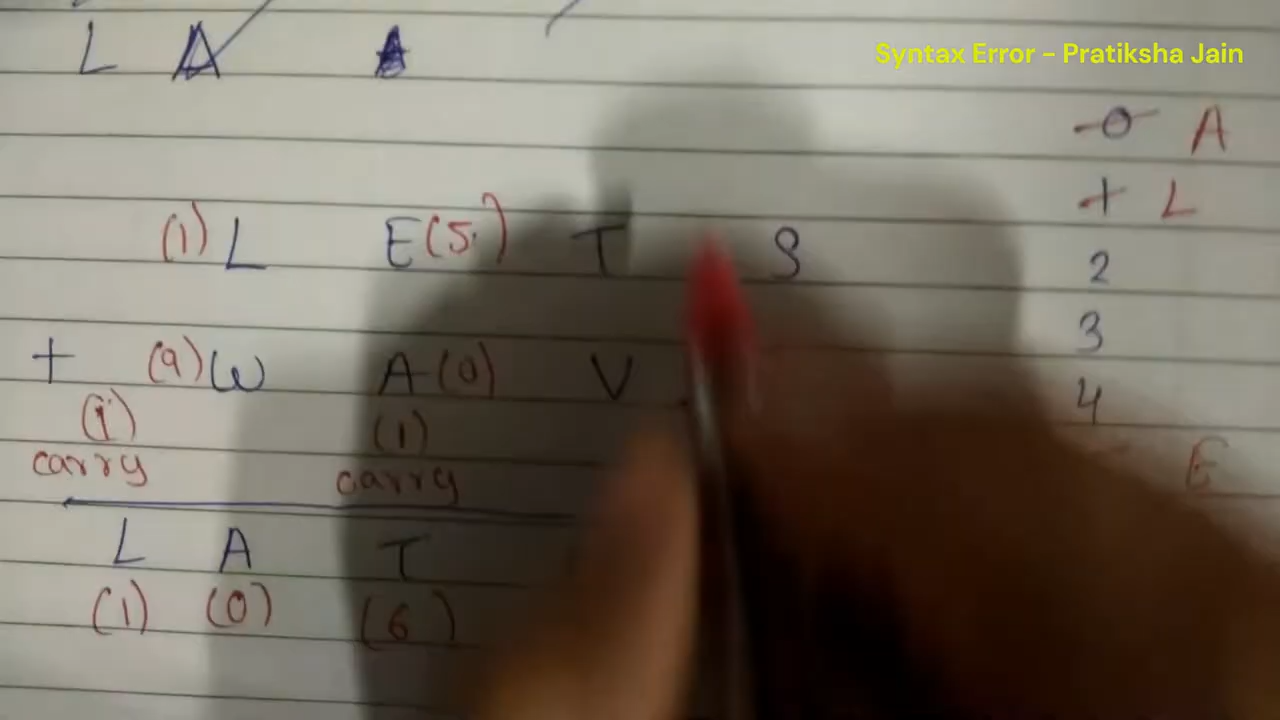 Syntax Error - Pratiksha Jain
L A
0 A
1 L
(1) L E (5) T S
2
3
+ (9) W A (0) V
4
(1) (1)
carry carry
E
L A T
(1) (0) (6)